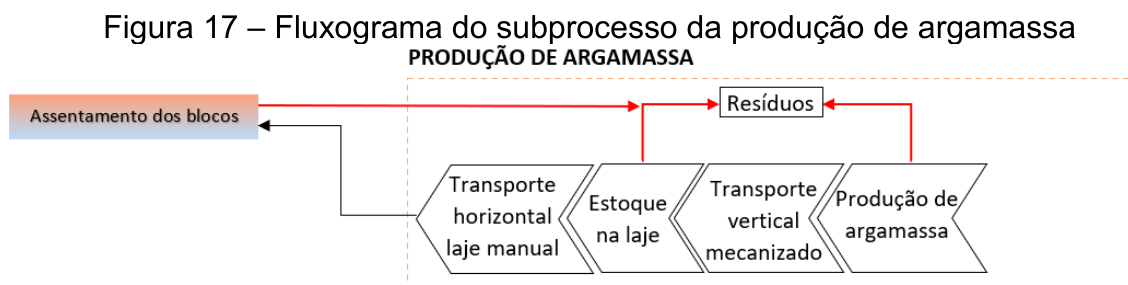 Figura 17 – Fluxograma do subprocesso da produção de argamassa
PRODUÇÃO DE ARGAMASSA
Resíduos
Assentamento dos blocos
Transporte
horizontal
laje manual
Estoque
na laje
Transporte
vertical
mecanizado
Produção de
argamassa